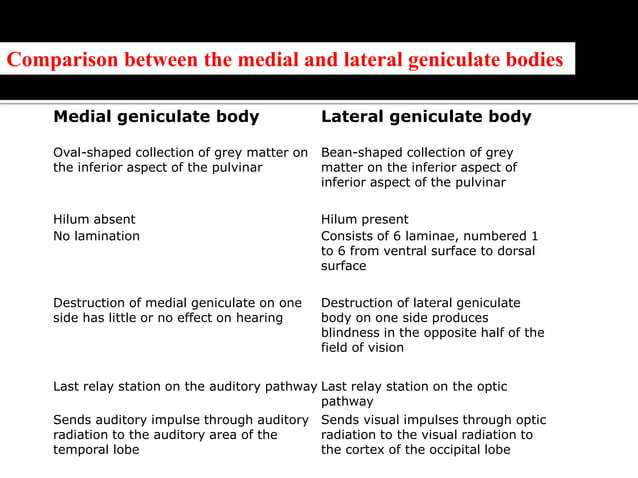 Comparison between the medial and lateral geniculate bodies
Medial geniculate body
Lateral geniculate body
Oval-shaped collection of grey matter on
the inferior aspect of the pulvinar
Bean-shaped collection of grey
matter on the inferior aspect of
inferior aspect of the pulvinar
Hilum absent
Hilum present
No lamination
Consists of 6 laminae, numbered 1
to 6 from ventral surface to dorsal
surface
Destruction of medial geniculate on one
side has little or no effect on hearing
Destruction of lateral geniculate
body on one side produces
blindness in the opposite half of the
field of vision
Last relay station on the auditory pathway
Last relay station on the optic
pathway
Sends auditory impulse through auditory
radiation to the auditory area of the
temporal lobe
Sends visual impulses through optic
radiation to the visual radiation to
the cortex of the occipital lobe